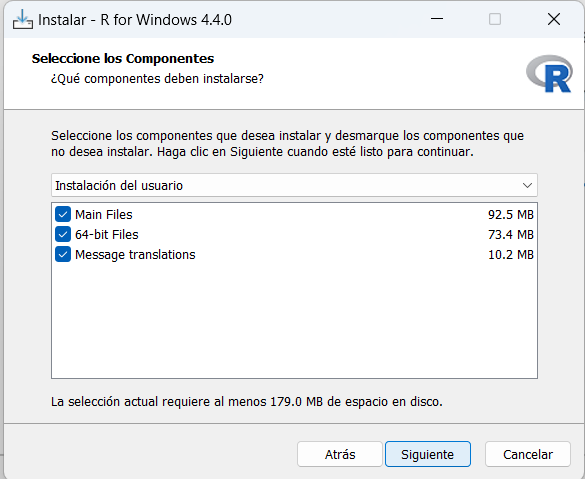 Instalar - R for Windows 4.4.0
Seleccione los Componentes
¿Qué componentes deben instalarse?
R
Seleccione los componentes que desea instalar y desmarque los componentes que
no desea instalar. Haga clic en Siguiente cuando esté listo para continuar.
Instalación del usuario
Main Files 92.5 MB
64-bit Files 73.4 MB
Message translations 10.2 MB
La selección actual requiere al menos 179.0 MB de espacio en disco.
Atrás Siguiente Cancelar